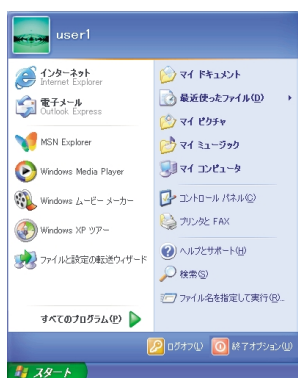 user1
インターネット
Internet Explorer
電子メール
Outlook Express
MSN Explorer
Windows Media Player
Windows ムービー メーカー
Windows XP ツアー
ファイルと設定の転送ウィザード
すべてのプログラム(P)
マイ ドキュメント
最近使ったファイル(D)
マイ ピクチャ
マイ ミュージック
マイ コンピュータ
コントロール パネル(C)
プリンタと FAX
ヘルプとサポート(H)
検索(S)
ファイル名を指定して実行(R)...
ログオフ(L)
終了オプション(U)
スタート